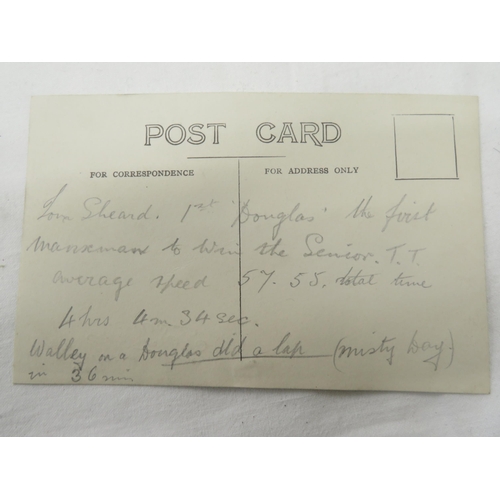 POST CARD
FOR CORRESPONDENCE
FOR ADDRESS ONLY
Tom Sheard. 1st 'Douglas' the first
Manxman to Win the Senior. T.T.
average speed 57.55. total time
4 hrs 4m. 34 sec.
Walley on a Douglas did a lap (misty Day)
in 36 min